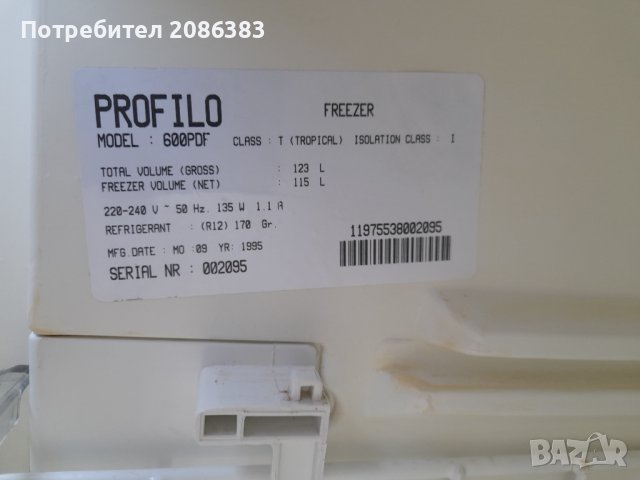 Потребител 2086383
PROFILO FREEZER
MODEL : 600PDF CLASS : T (TROPICAL) ISOLATION CLASS : I
TOTAL VOLUME (GROSS) : 123 L
FREEZER VOLUME (NET) : 115 L
220-240 V ~ 50 Hz. 135 W 1.1 A
REFRIGERANT : (R12) 170 Gr.
11975538002095
MFG.DATE : MO :09 YR: 1995
SERIAL NR : 002095
BAZAR